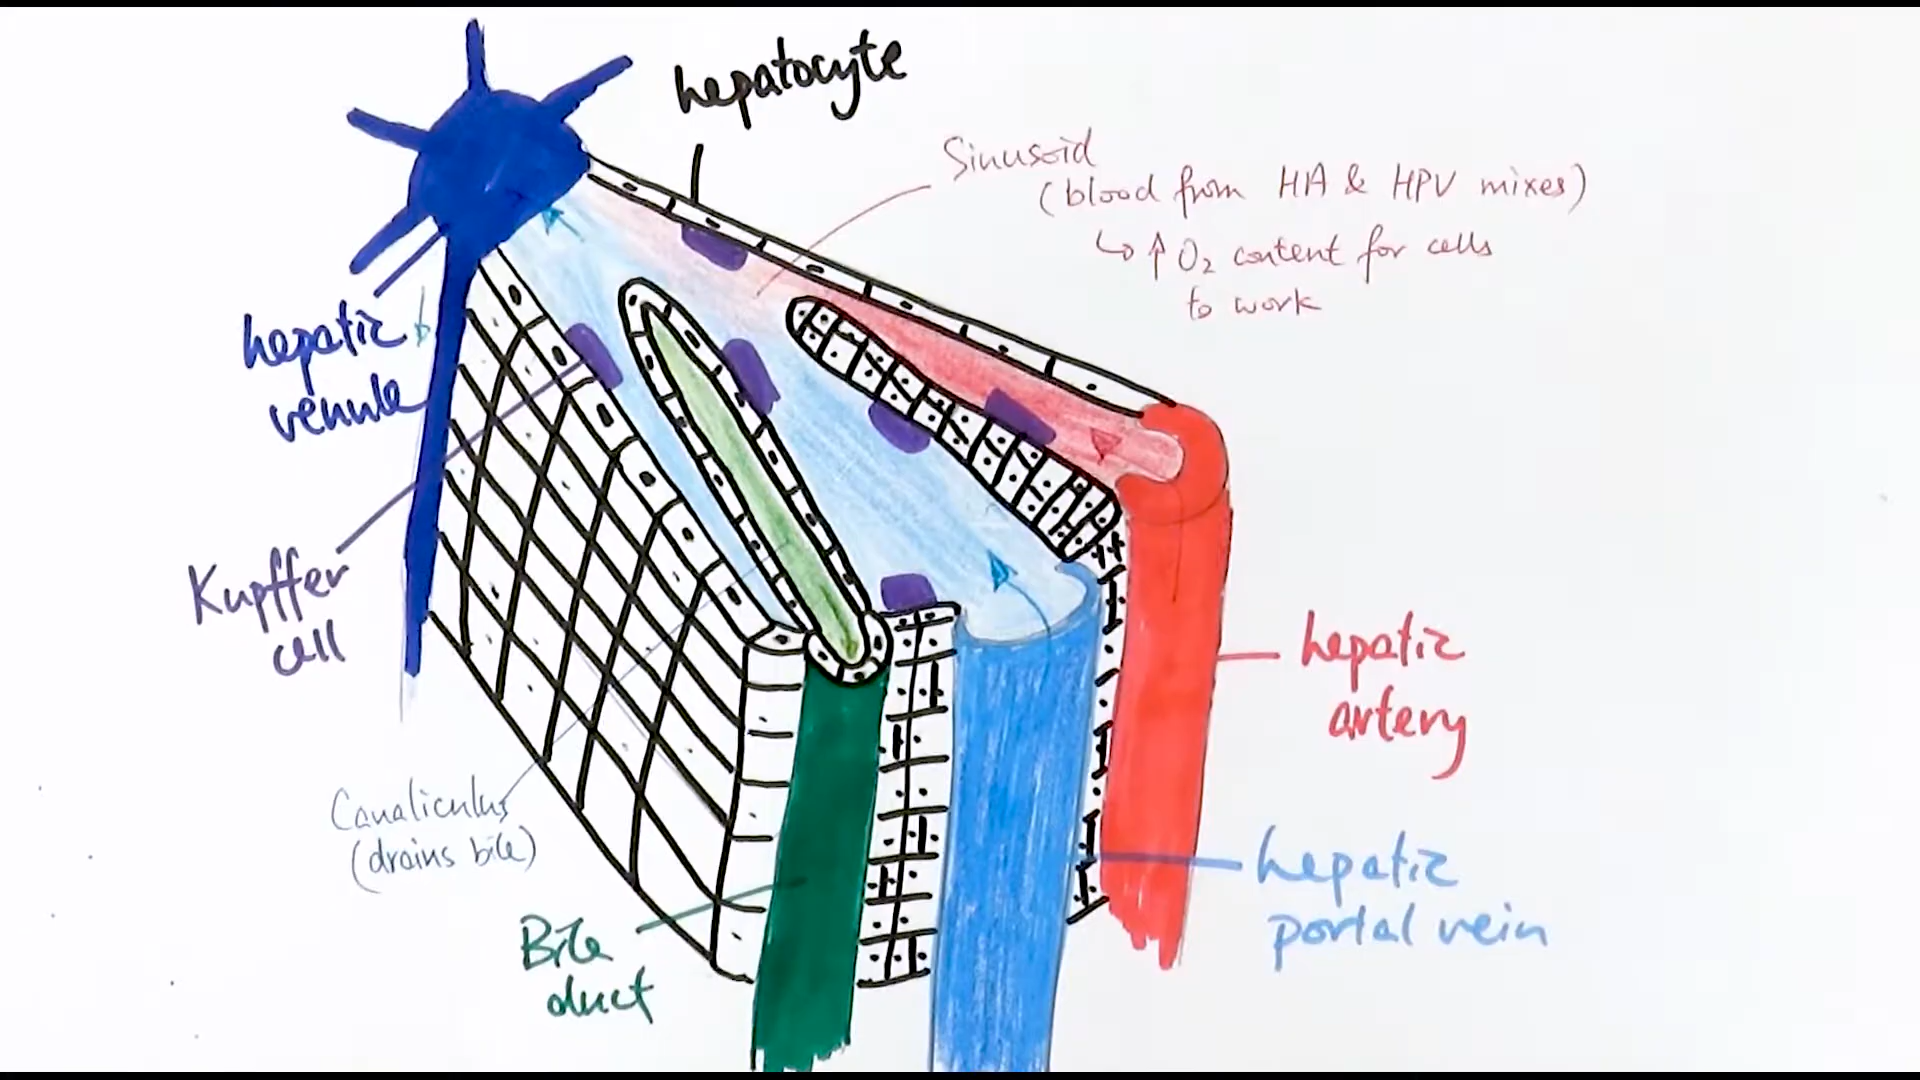 hepatocyte
Sinusoid
(blood from HA & HPV mixes)
↳ ↑ O₂ content for cells
to work
hepatic
venule
Kupffer
cell
hepatic
artery
Canaliculus
(drains bile)
hepatic
portal vein
Bile
duct